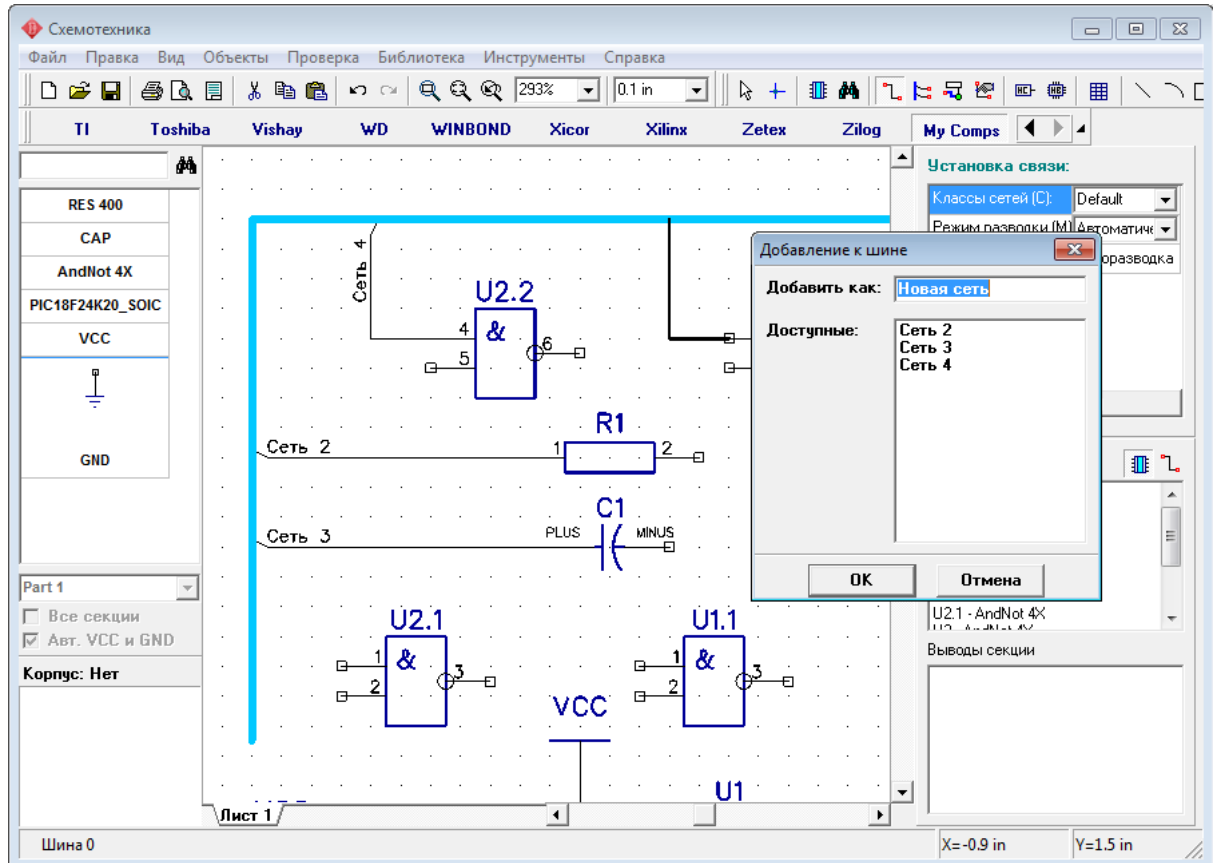 Схемотехника
Файл Правка Вид Объекты Проверка Библиотека Инструменты Справка
293% 0.1 in
TI Toshiba Vishay WD WINBOND Xicor Xilinx Zetex Zilog My Comps
RES 400
CAP
AndNot 4X
PIC18F24K20_SOIC
VCC
GND
Part 1
Все секции
Авт. VCC и GND
Корпус: Нет
Сеть 4
U2.2
&
4
5
6
Сеть 2
R1
1
2
Сеть 3
C1
PLUS
MINUS
U2.1
&
1
2
3
U1.1
&
1
2
3
VCC
U1
Лист 1
Установка связи:
Классы сетей (C): Default
Режим разводки (M)
Добавление к шине
Добавить как: Новая сеть
Доступные:
Сеть 2
Сеть 3
Сеть 4
OK
Отмена
U2.1 - AndNot 4X
Выводы секции
Шина 0
X=-0.9 in
Y=1.5 in